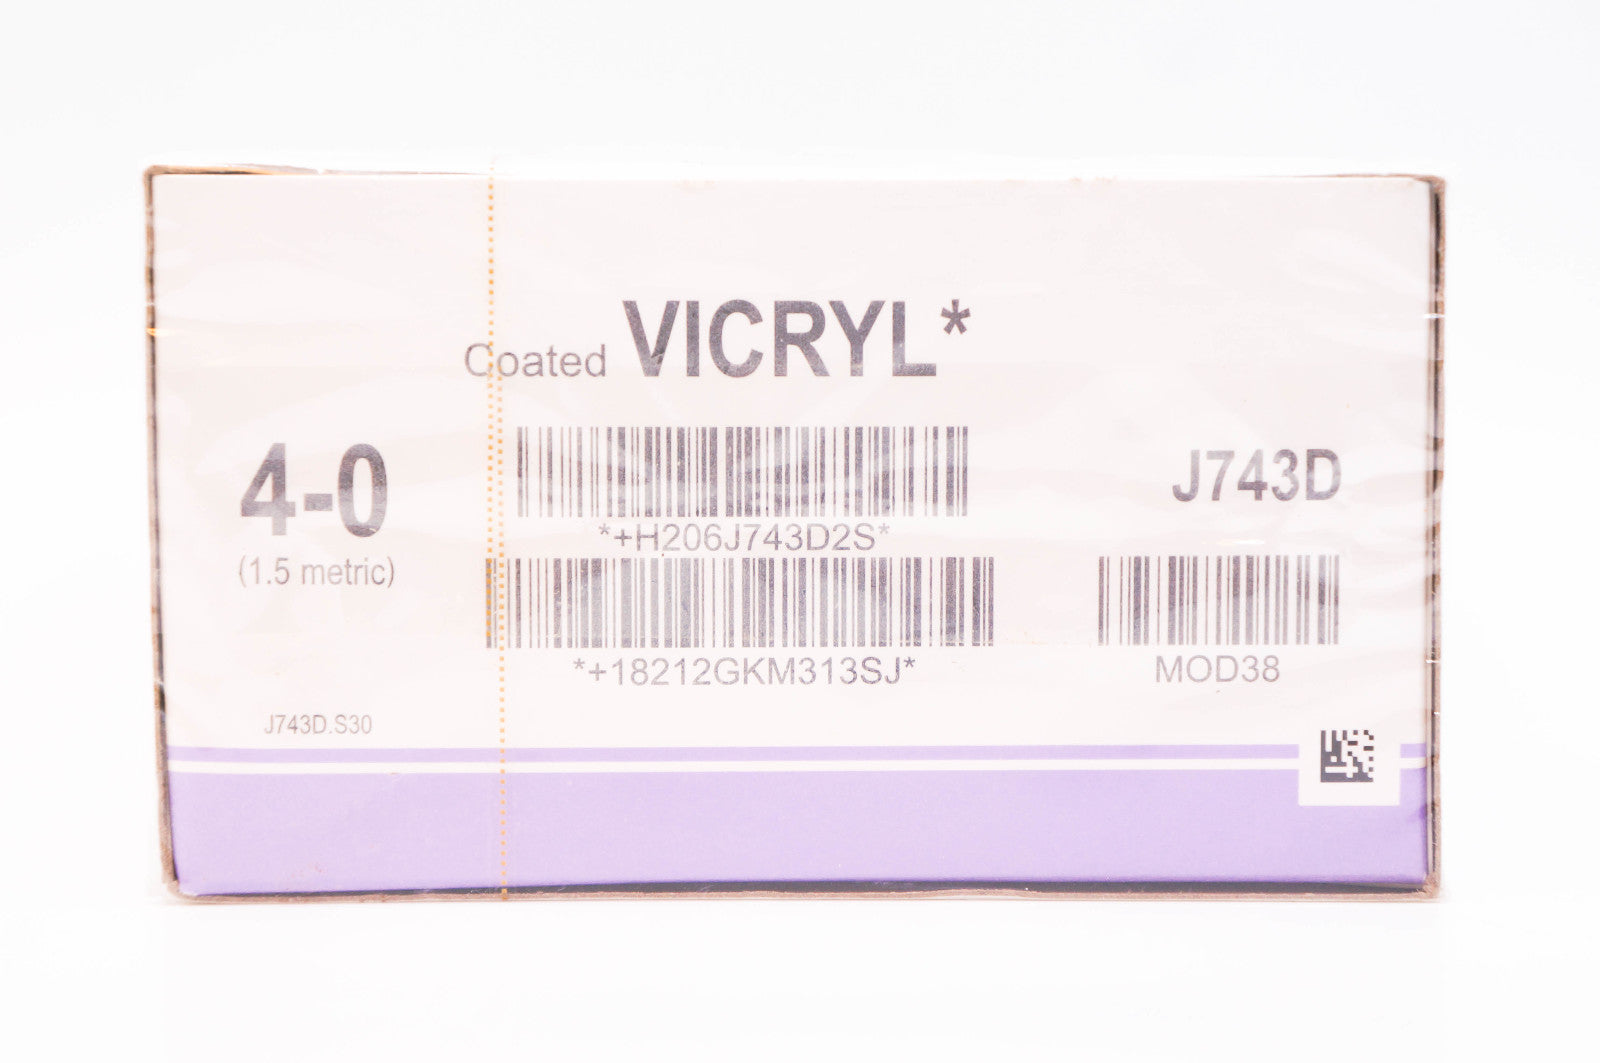 Coated VICRYL*
4-0
(1.5 metric)
*+H206J743D2S*
J743D
*+18212GKM313SJ*
MOD38
J743D.S30